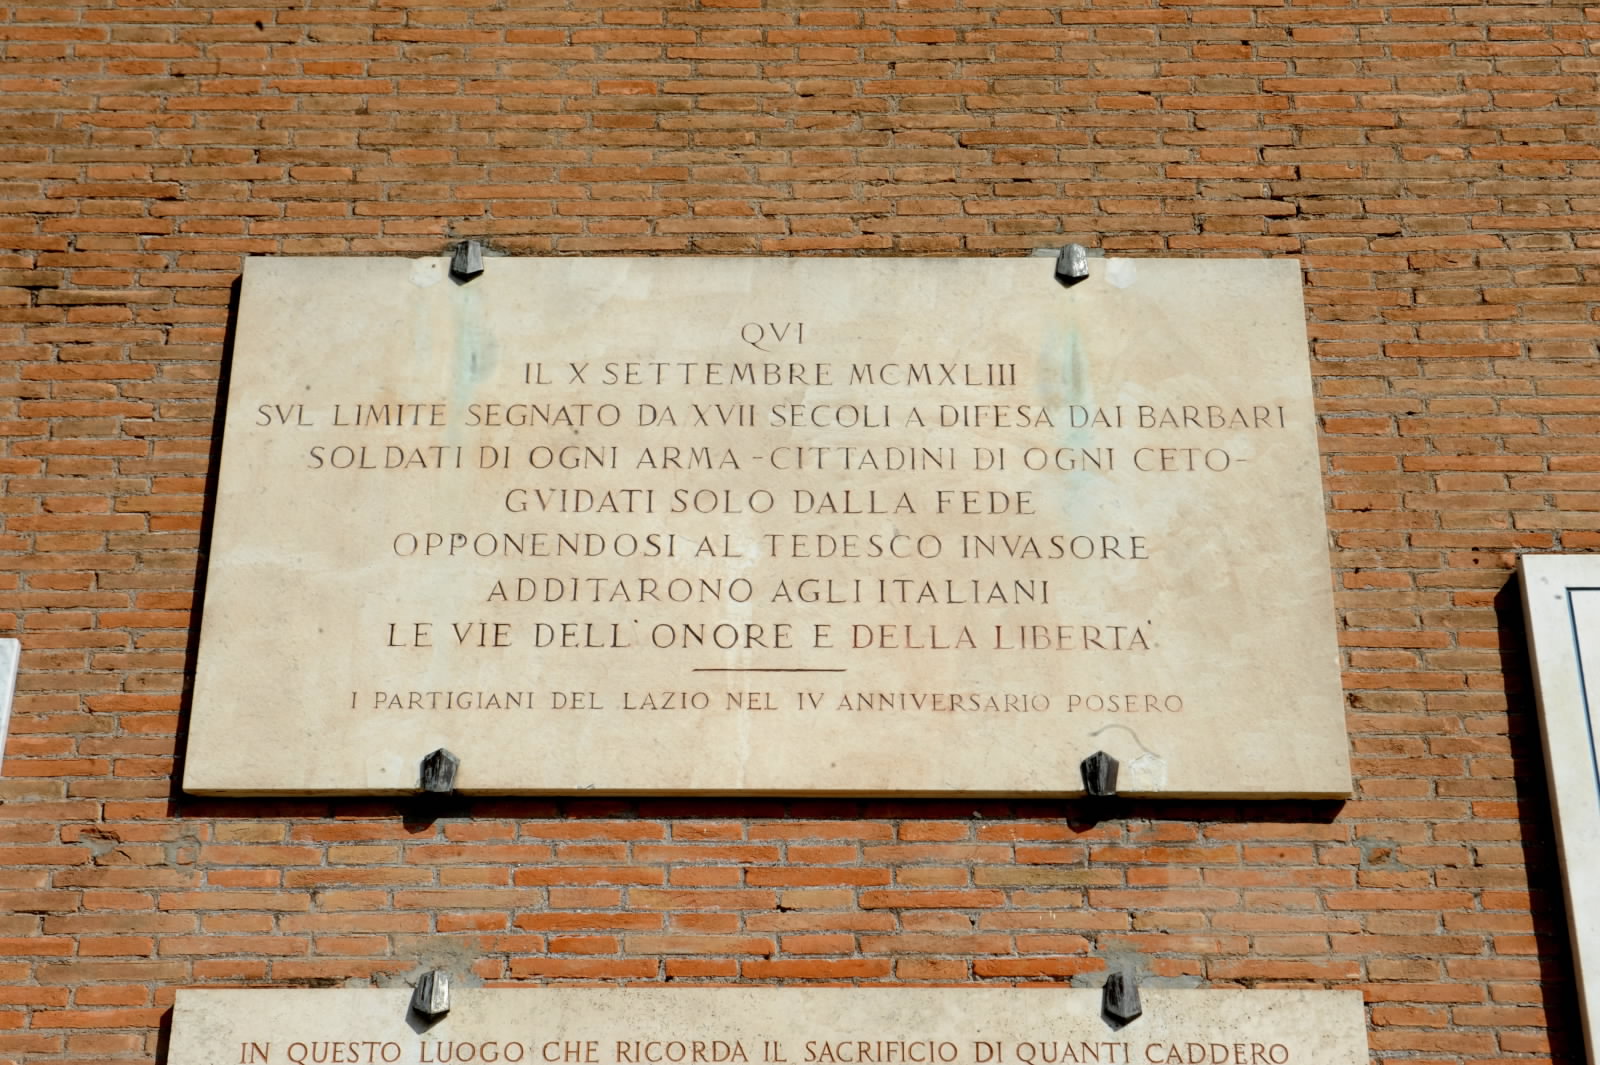 QVI
IL X SETTEMBRE MCMXLIII
SVL LIMITE SEGNATO DA XVII SECOLI A DIFESA DAI BARBARI
SOLDATI DI OGNI ARMA - CITTADINI DI OGNI CETO -
GVIDATI SOLO DALLA FEDE
OPPONENDOSI AL TEDESCO INVASORE
ADDITARONO AGLI ITALIANI
LE VIE DELL'ONORE E DELLA LIBERTA'
I PARTIGIANI DEL LAZIO NEL IV ANNIVERSARIO POSERO
IN QUESTO LUOGO CHE RICORDA IL SACRIFICIO DI QUANTI CADDERO